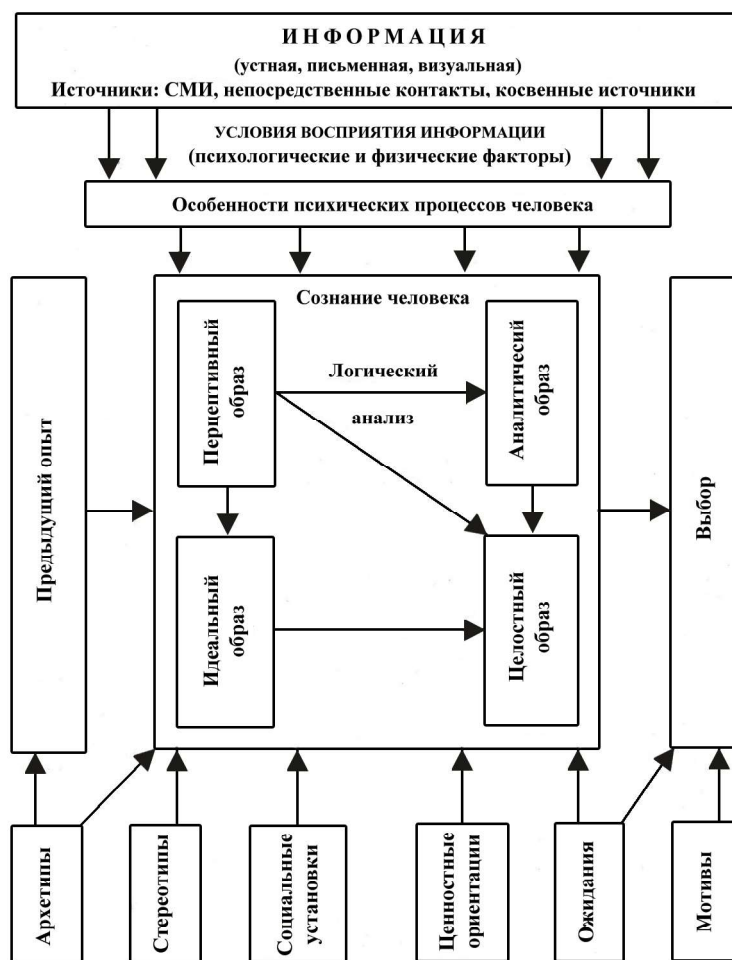 ИНФОРМАЦИЯ
(устная, письменная, визуальная)
Источники: СМИ, непосредственные контакты, косвенные источники
УСЛОВИЯ ВОСПРИЯТИЯ ИНФОРМАЦИИ
(психологические и физические факторы)
Особенности психических процессов человека
Предыдущий опыт
Сознание человека
Перцептивный
образ
Логический
анализ
Аналитичесий
образ
Идеальный
образ
Целостный
образ
Выбор
Архетипы
Стереотипы
Социальные
установки
Ценностные
ориентации
Ожидания
Мотивы